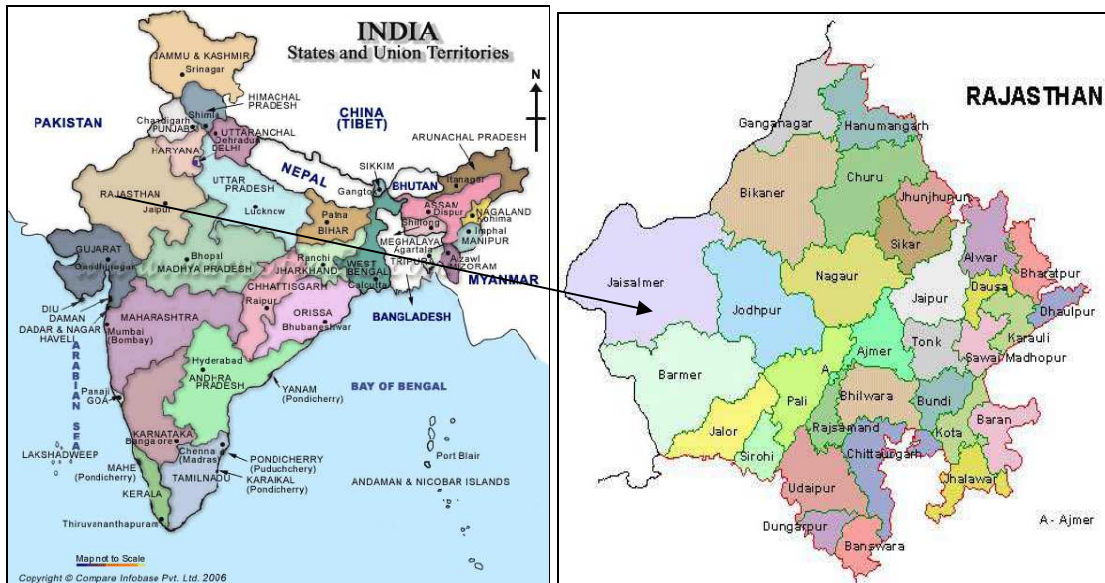 INDIA
States and Union Territories
N
JAMMU & KASHMIR
Srinagar
HIMACHAL
PRADESH
Shimla
PAKISTAN
Chandigarh
PUNJAB
CHINA
(TIBET)
UTTARANCHAL
Dehradun
ARUNACHAL PRADESH
HARYANA
DELHI
NEPAL
SIKKIM
Gangtok
BHUTAN
Itanagar
RAJASTHAN
Jaipur
UTTAR
PRADESH
Lucknow
ASSAM
Dispur
NAGALAND
Kohima
Patna
BIHAR
Shillong
MEGHALAYA
Imphal
MANIPUR
Agartala
TRIPURA
Aizawl
MIZORAM
GUJARAT
Gandhinagar
Bhopal
MADHYA PRADESH
Ranchi
JHARKHAND
WEST
BENGAL
Calcutta
MYANMAR
CHHATTISGARH
Raipur
BANGLADESH
DIU
DAMAN
DADAR & NAGAR
HAVELI
MAHARASHTRA
Mumbai
(Bombay)
ORISSA
Bhubaneshwar
ARABIAN SEA
Hyderabad
ANDHRA
PRADESH
BAY OF BENGAL
YANAM
(Pondicherry)
Panaji
GOA
KARNATAKA
Bangaore
LAKSHADWEEP
Chenna
(Madras)
PONDICHERRY
(Puduchery)
MAHE
(Pondicherry)
TAMILNADU
KARAIKAL
(Pondicherry)
Port Blair
ANDAMAN & NICOBAR ISLANDS
KERALA
Thiruvananthapuram
Map not to Scale
Copyright © Compare Infobase Pvt. Ltd. 2006
RAJASTHAN
Ganganagar
Hanumangarh
Bikaner
Churu
Jhunjhunun
Sikar
Alwar
Jaisalmer
Nagaur
Jaipur
Dausa
Bharatpur
Jodhpur
Dhaulpur
Karauli
Ajmer
Tonk
Sawai Madhopur
Barmer
A
Pali
Bhilwara
Bundi
Baran
Jalor
Rajsamand
Kota
Sirohi
Chittaurgarh
Jhalawar
Udaipur
A - Ajmer
Dungarpur
Banswara